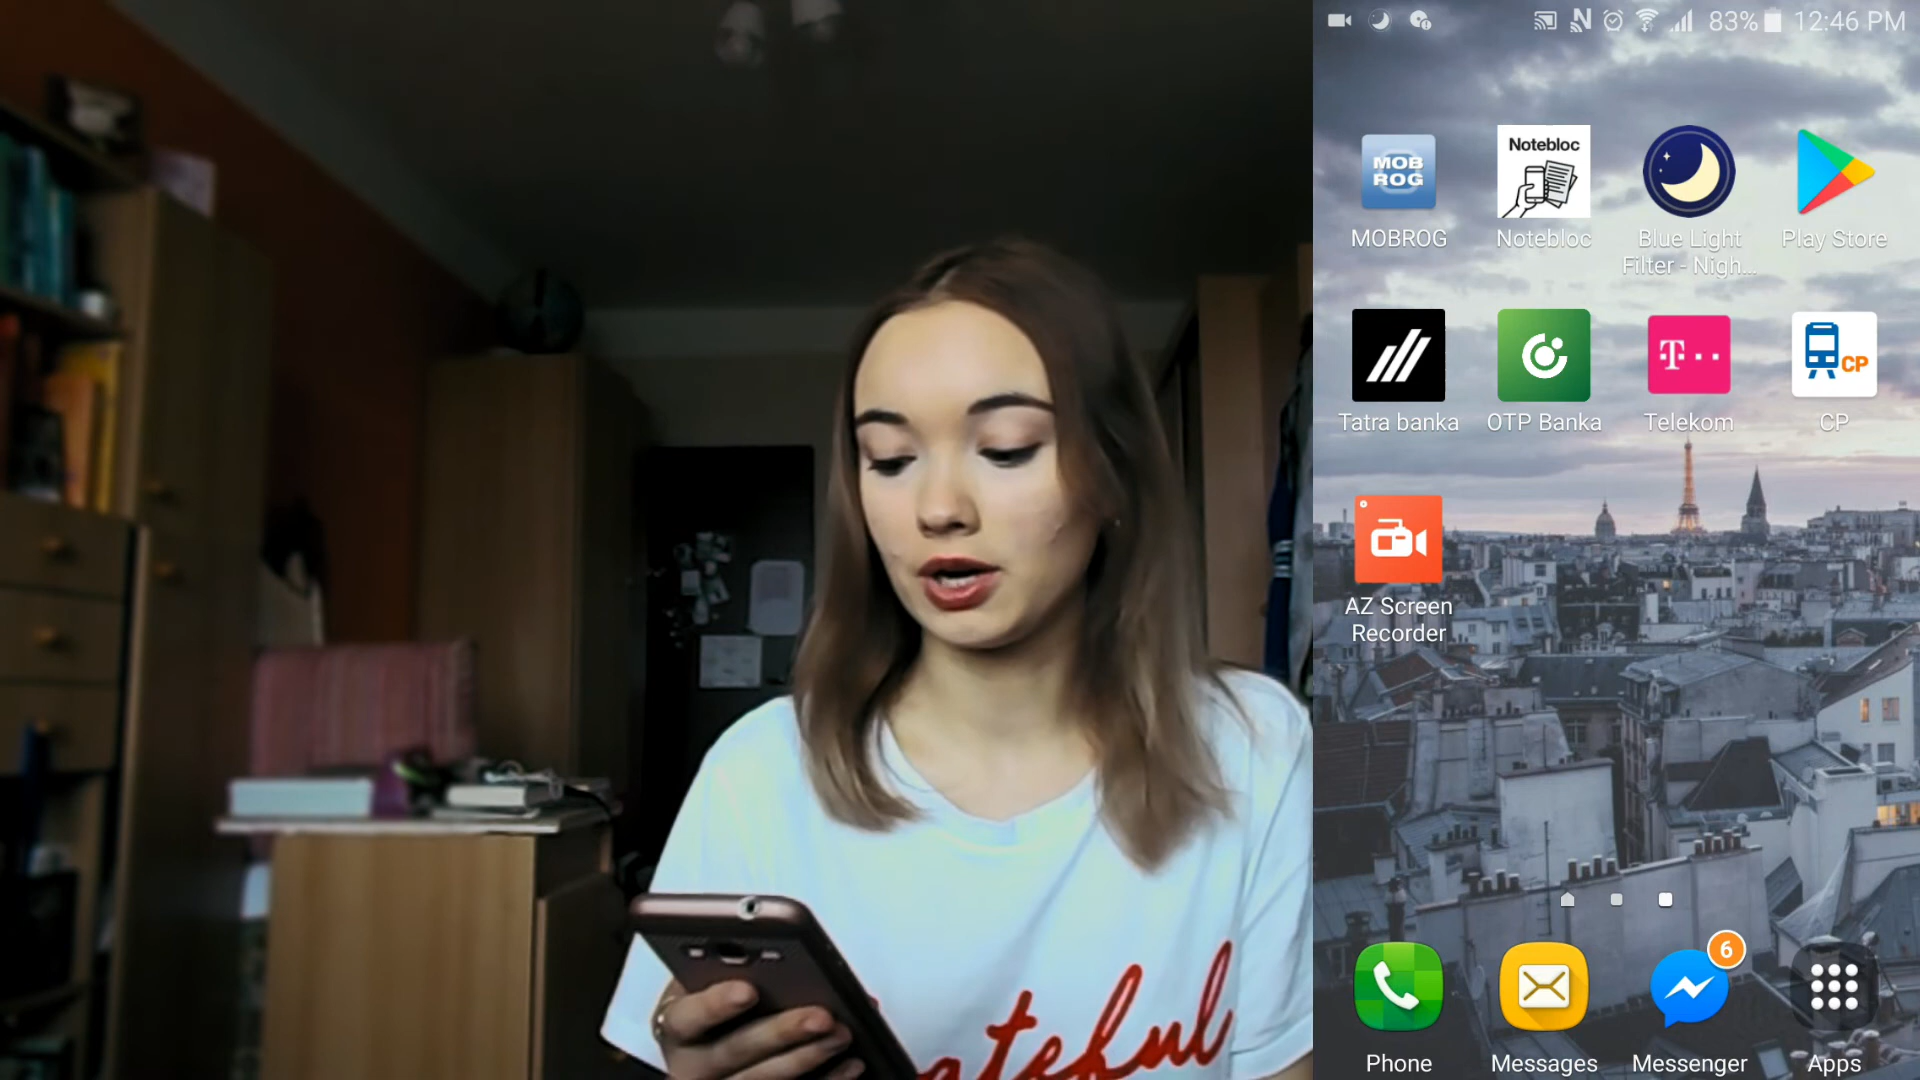 83% 12:46 PM
MOB
ROG
Notebloc
MOBROG
Notebloc
Blue Light
Filter - Nigh...
Play Store
T
CP
Tatra banka
OTP Banka
Telekom
CP
AZ Screen
Recorder
6
Phone
Messages
Messenger
Apps
ateful